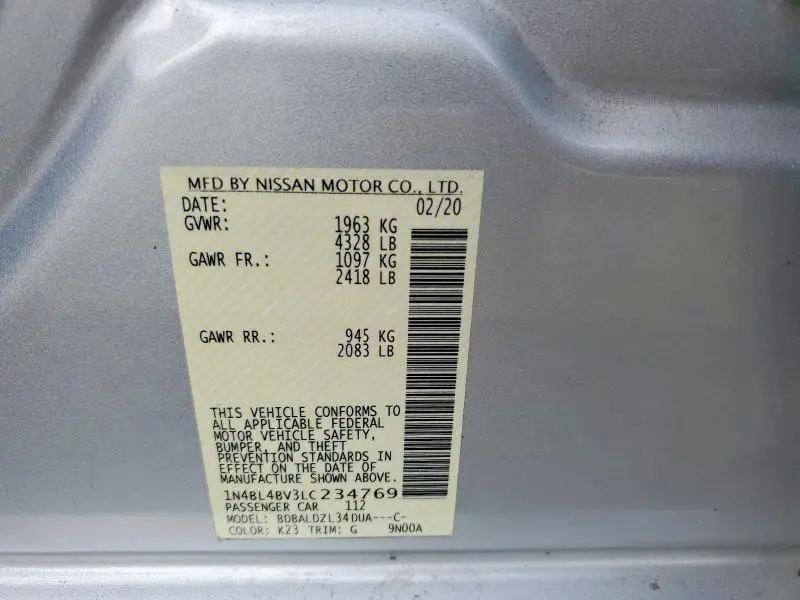 MFD BY NISSAN MOTOR CO., LTD.
DATE: 02/20
GVWR: 1963 KG
4328 LB
GAWR FR.: 1097 KG
2418 LB
GAWR RR.: 945 KG
2083 LB
THIS VEHICLE CONFORMS TO
ALL APPLICABLE FEDERAL
MOTOR VEHICLE SAFETY,
BUMPER, AND THEFT
PREVENTION STANDARDS IN
EFFECT ON THE DATE OF
MANUFACTURE SHOWN ABOVE.
1N4BL4BV3LC234769
PASSENGER CAR 112
MODEL: BDBALDZL34DUA---C-
COLOR: K23 TRIM: G 9N00A